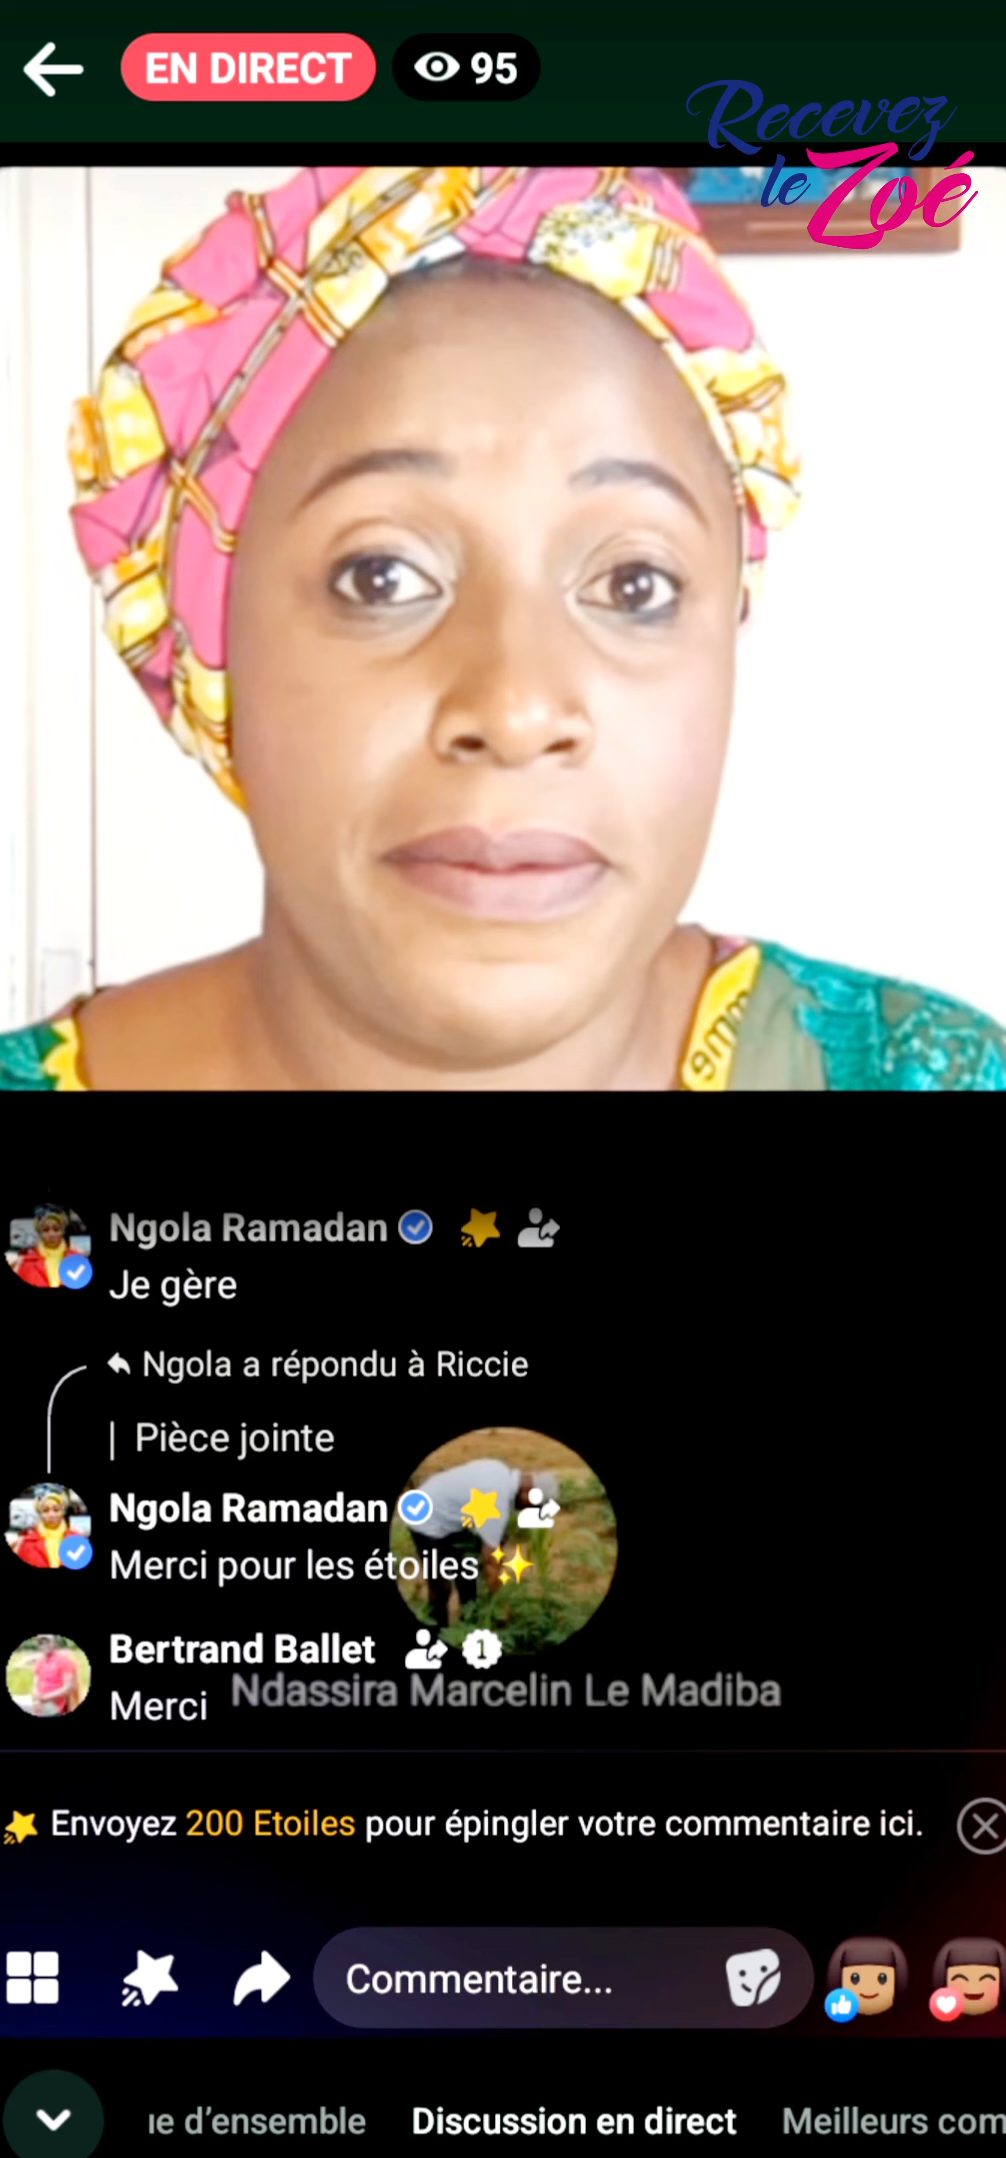 EN DIRECT 95
Recevez
le Zoé
9mm
Ngola Ramadan
Je gère
Ngola a répondu à Riccie
| Pièce jointe
Ngola Ramadan
Merci pour les étoiles ✨
Bertrand Ballet 1
Merci
Ndassira Marcelin Le Madiba
Envoyez 200 Etoiles pour épingler votre commentaire ici.
Commentaire...
ue d’ensemble Discussion en direct Meilleurs com